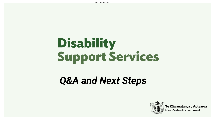 Disability
Support Services
Q&A and Next Steps